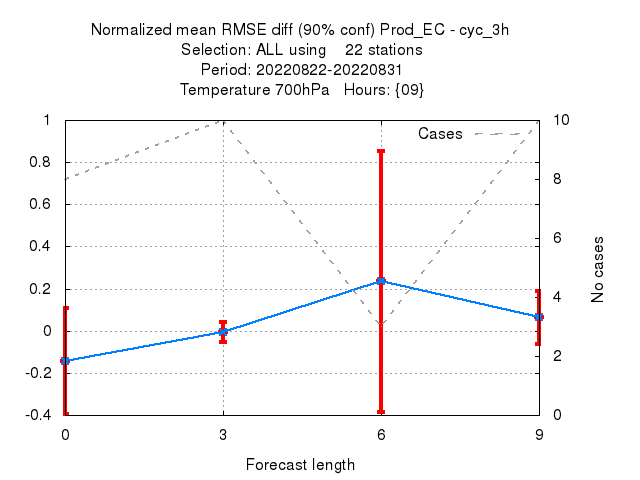 Normalized mean RMSE diff (90% conf) Prod_EC - cyc_3h
Selection: ALL using 22 stations
Period: 20220822-20220831
Temperature 700hPa Hours: {09}
Cases
1
0.8
0.6
0.4
0.2
0
-0.2
-0.4
10
8
6
4
2
0
No cases
0 3 6 9
Forecast length